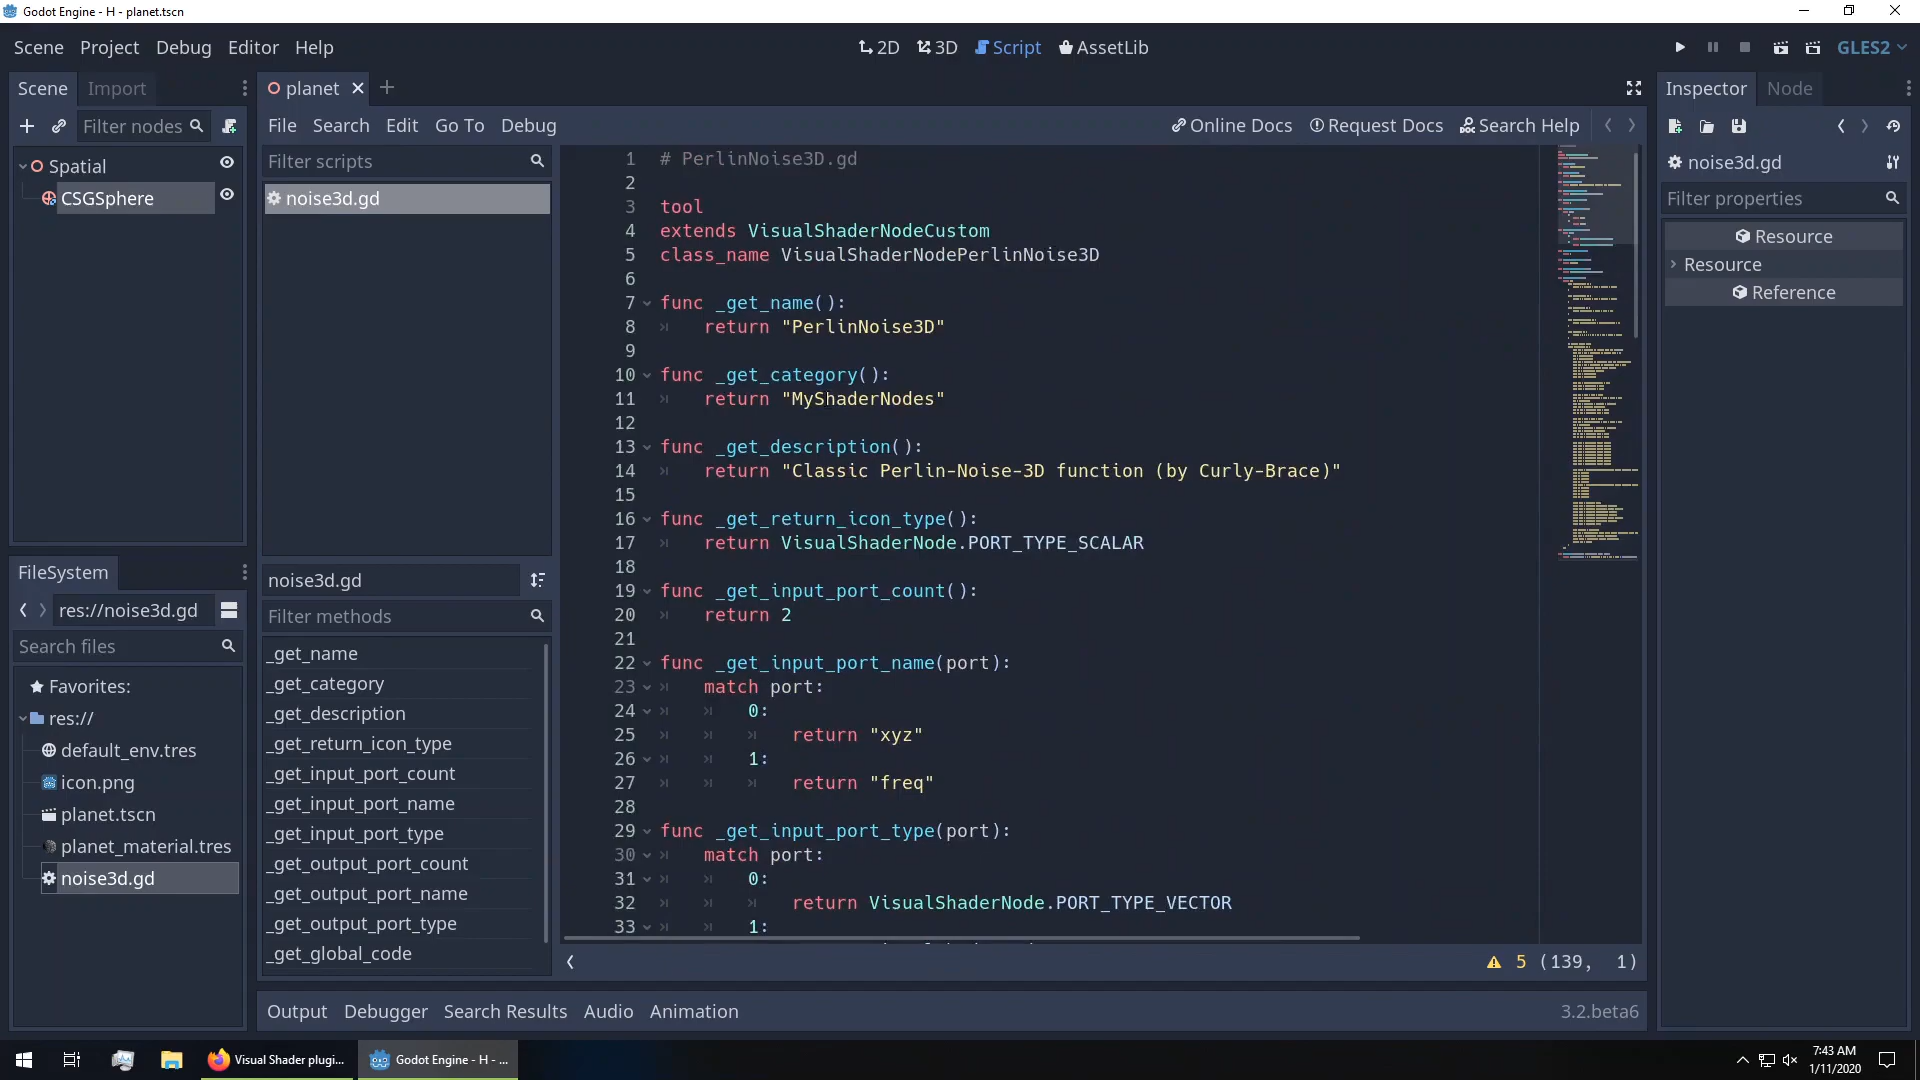 Godot Engine - H - planet.tscn
Scene Project Debug Editor Help
2D 3D Script AssetLib
GLES2
Scene Import
Filter nodes
Spatial
CSGSphere
FileSystem
res://noise3d.gd
Search files
Favorites:
res://
default_env.tres
icon.png
planet.tscn
planet_material.tres
noise3d.gd
planet
File Search Edit Go To Debug
Online Docs Request Docs Search Help
Filter scripts
noise3d.gd
noise3d.gd
Filter methods
_get_name
_get_category
_get_description
_get_return_icon_type
_get_input_port_count
_get_input_port_name
_get_input_port_type
_get_output_port_count
_get_output_port_name
_get_output_port_type
_get_global_code
1 # PerlinNoise3D.gd
2
3 tool
4 extends VisualShaderNodeCustom
5 class_name VisualShaderNodePerlinNoise3D
6
7 func _get_name():
8 return "PerlinNoise3D"
9
10 func _get_category():
11 return "MyShaderNodes"
12
13 func _get_description():
14 return "Classic Perlin-Noise-3D function (by Curly-Brace)"
15
16 func _get_return_icon_type():
17 return VisualShaderNode.PORT_TYPE_SCALAR
18
19 func _get_input_port_count():
20 return 2
21
22 func _get_input_port_name(port):
23 match port:
24 0:
25 return "xyz"
26 1:
27 return "freq"
28
29 func _get_input_port_type(port):
30 match port:
31 0:
32 return VisualShaderNode.PORT_TYPE_VECTOR
33 1:
5 (139, 1)
Output Debugger Search Results Audio Animation
3.2.beta6
Inspector Node
noise3d.gd
Filter properties
Resource
Resource
Reference
Visual Shader plugi...
Godot Engine - H - ...
7:43 AM
1/11/2020